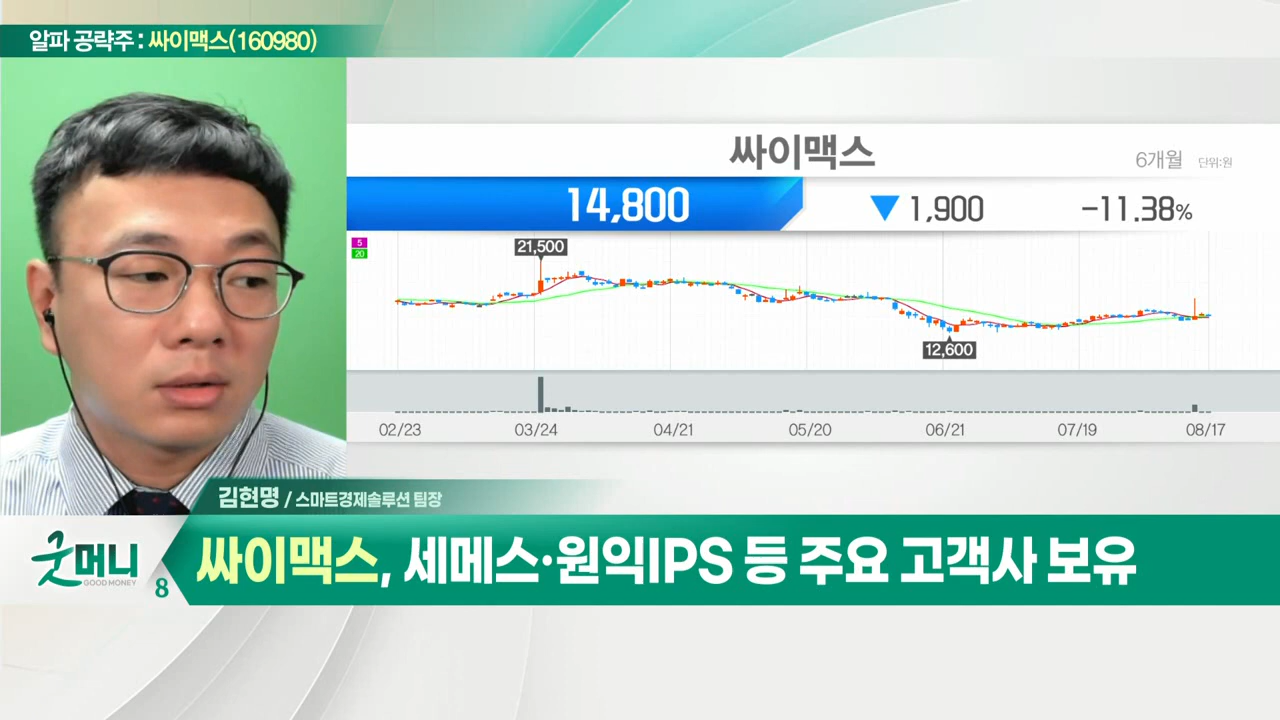 알파 공략주 : 싸이맥스(160980)
싸이맥스
6개월 단위:원
14,800 ▼ 1,900 -11.38%
5
20
21,500
12,600
02/23 03/24 04/21 05/20 06/21 07/19 08/17
김현명 / 스마트경제솔루션 팀장
굿머니
GOOD MONEY
8
싸이맥스, 세메스·원익IPS 등 주요 고객사 보유